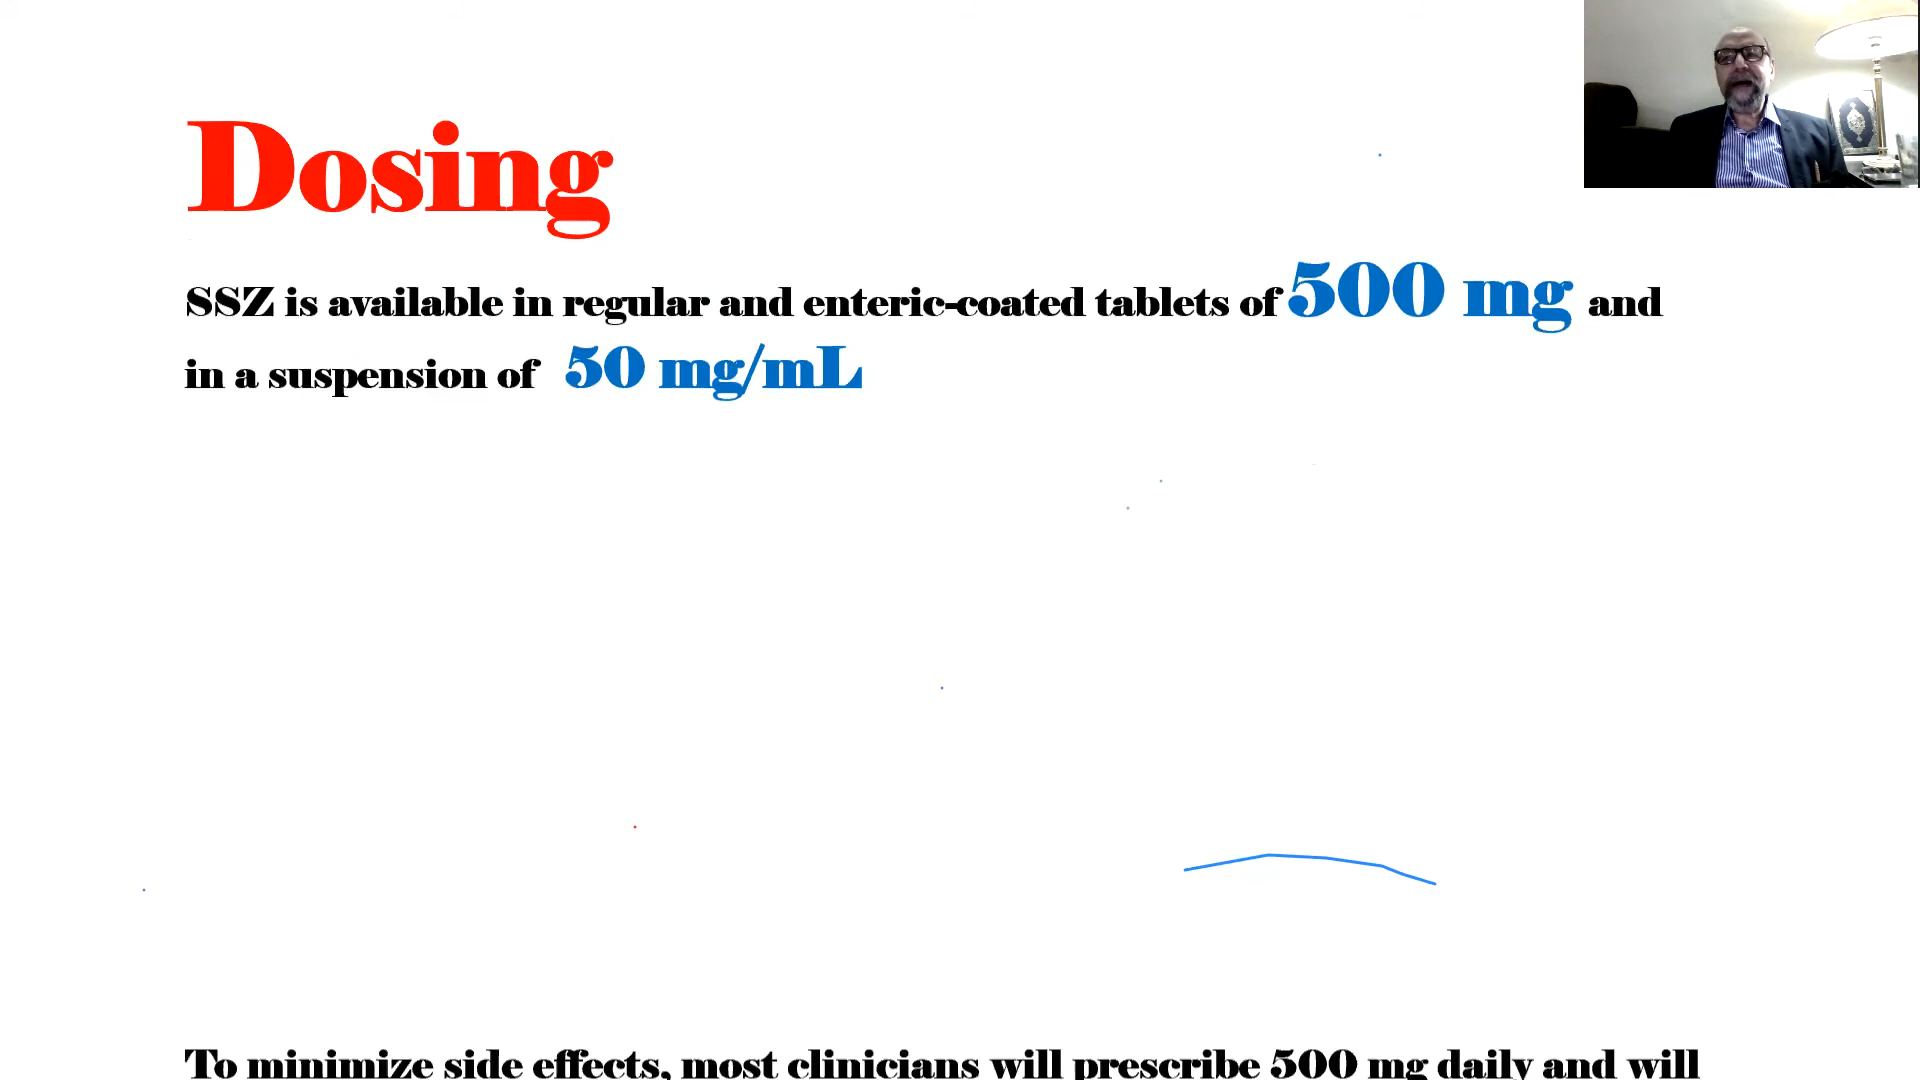 Dosing
SSZ is available in regular and enteric-coated tablets of 500 mg and
in a suspension of 50 mg/mL
To minimize side effects, most clinicians will prescribe 500 mg daily and will